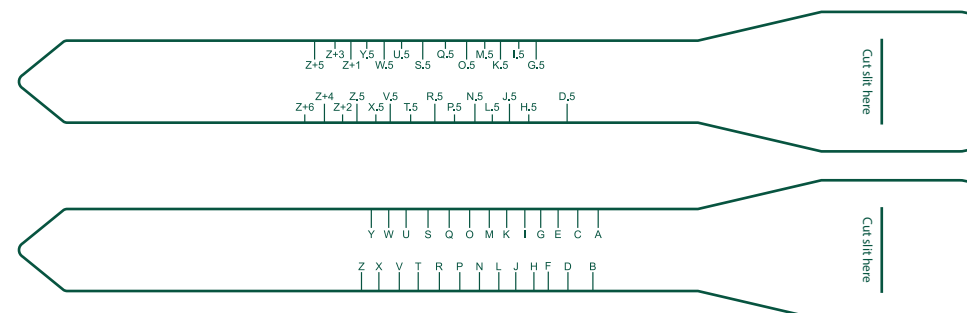 Z+3 Y.5 U.5 Q.5 M.5 I.5
Z+5 Z+1 W.5 S.5 O.5 K.5 G.5
Z+4 Z.5 V.5 R.5 N.5 J.5 D.5
Z+6 Z+2 X.5 T.5 P.5 L.5 H.5
Cut slit here
Y W U S Q O M K I G E C A
Z X V T R P N L J H F D B
Cut slit here